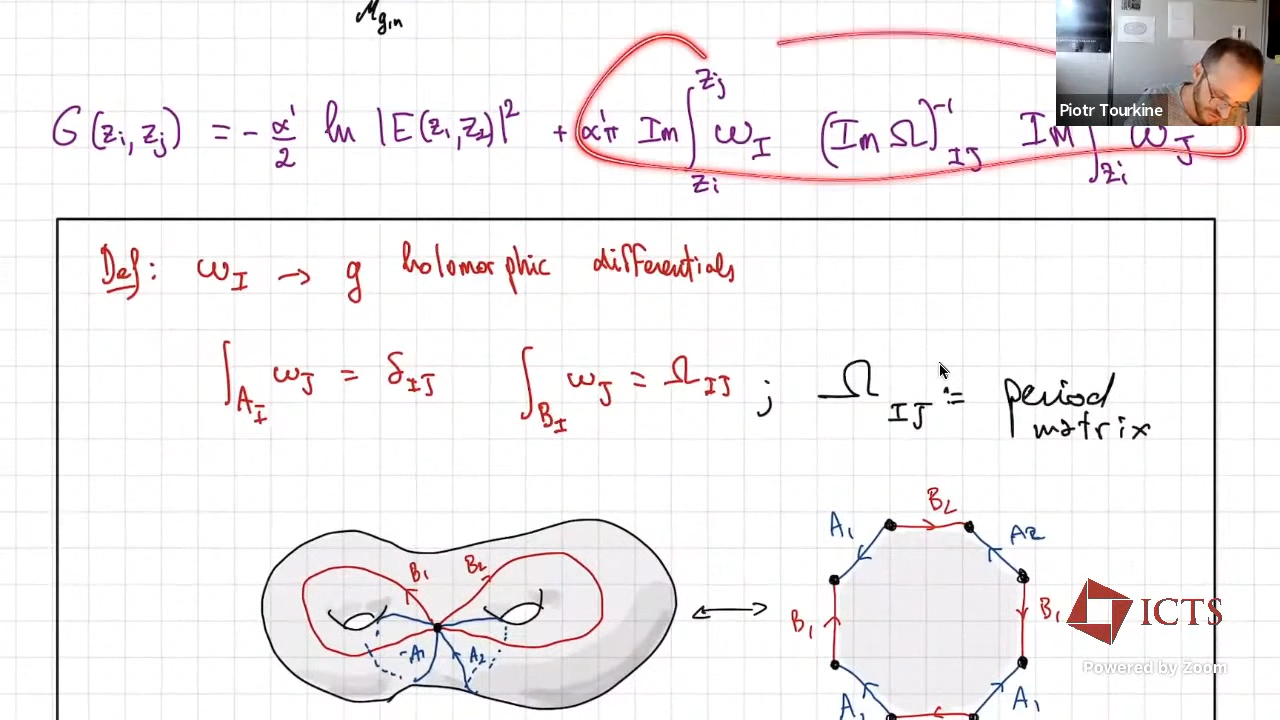 M_{g,n}
Piotr Tourkine
G(z_i, z_j) = - α'/2 ln |E(z_1, z_2)|^2 + α'π Im ∫_{z_i}^{z_j} ω_I (Im Ω)^{-1}_{IJ} Im ∫_{z_i} ω_J
Def: ω_I → g holomorphic differentials
∫_{A_I} ω_J = δ_{IJ} ∫_{B_I} ω_J = Ω_{IJ} ; Ω_{IJ} := period
matrix
B_2
A_1 A_2
B_1 B_2
B_1 B_1
ICTS
A_1 A_2
Powered by Zoom
A_1 A_1